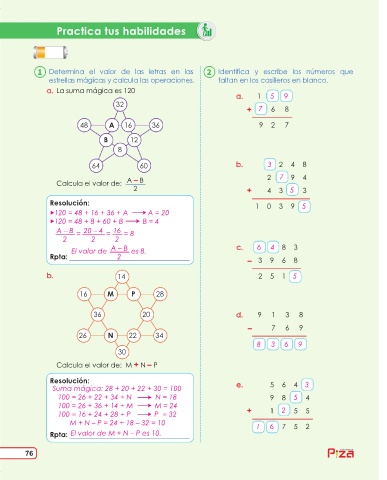 Practica tus habilidades
1 Determina el valor de las letras en las
estrellas mágicas y calcula las operaciones.
a. La suma mágica es 120
32
48 A 16 36
B 12
8
64 60
Calcula el valor de: A – B
2
Resolución:
120 = 48 + 16 + 36 + A → A = 20
120 = 48 + 8 + 60 + B → B = 4
A – B = 20 – 4 = 16 = 8
2 2 2
El valor de A – B es 8.
Rpta: 2
b.
14
16 M P 28
36 20
26 N 22 34
30
Calcula el valor de: M + N – P
Resolución:
Suma mágica: 28 + 20 + 22 + 30 = 100
100 = 26 + 22 + 34 + N → N = 18
100 = 26 + 36 + 14 + M → M = 24
100 = 16 + 24 + 28 + P → P = 32
M + N – P = 24 + 18 – 32 = 10
Rpta: El valor de M + N – P es 10.
2 Identifica y escribe los números que
faltan en los casilleros en blanco.
a. 1 5 9
+ 7 6 8
9 2 7
b. 3 2 4 8
2 7 9 4
+ 4 3 5 3
1 0 3 9 5
c. 6 4 8 3
– 3 9 6 8
2 5 1 5
d. 9 1 3 8
– 7 6 9
8 3 6 9
e. 5 6 4 3
9 8 5 4
+ 1 2 5 5
1 6 7 5 2
76